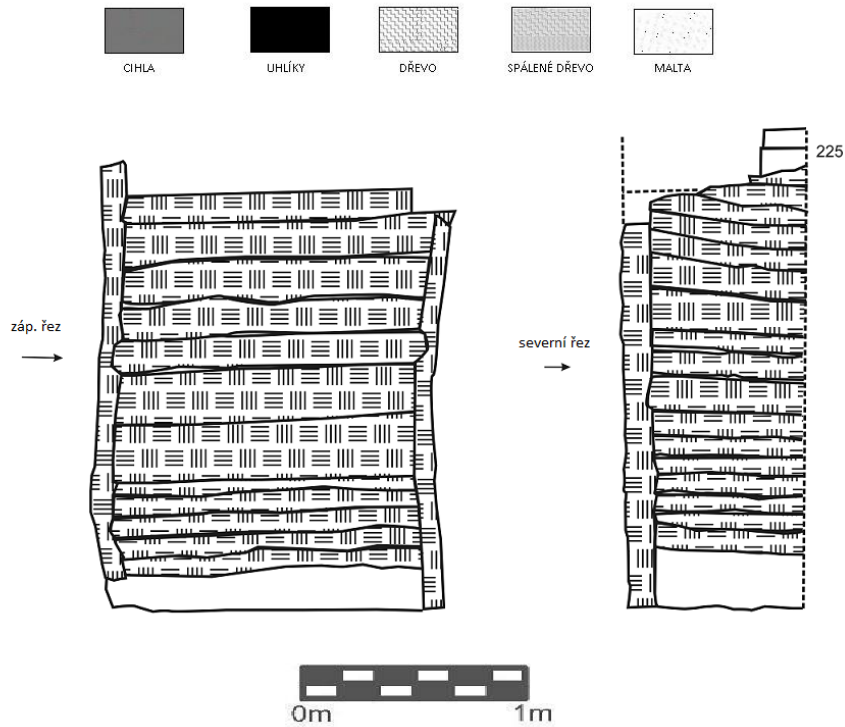 CIHLA
UHLÍKY
DŘEVO
SPÁLENÉ DŘEVO
MALTA
225
záp. řez
severní řez
0m
1m